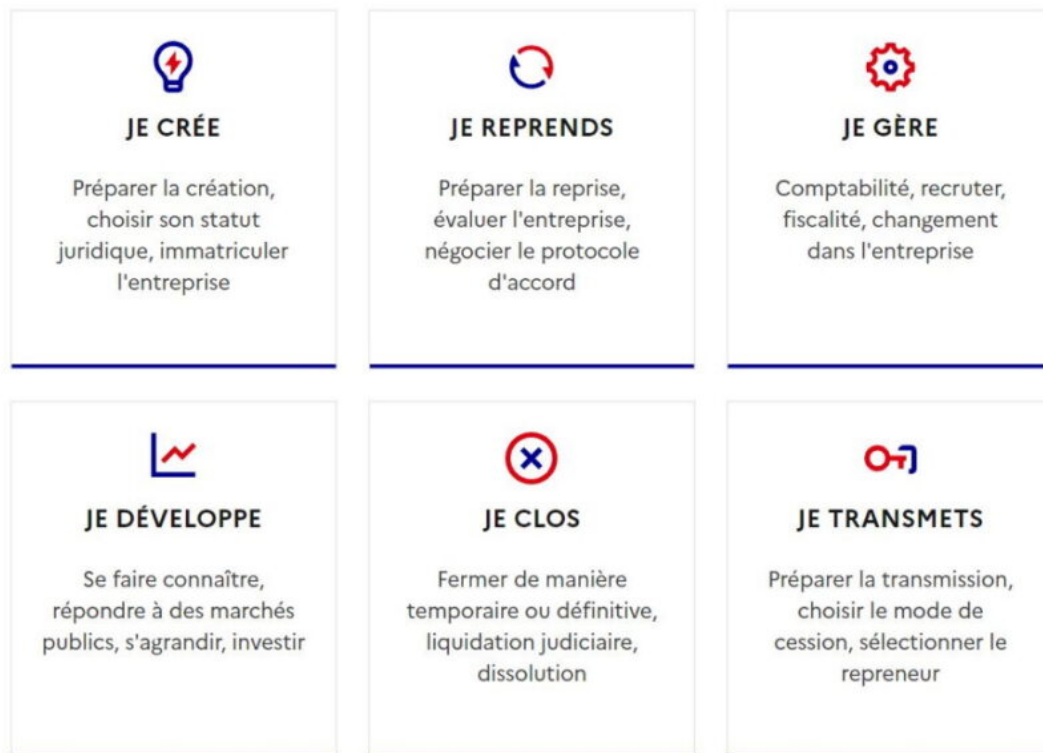 JE CRÉE
Préparer la création,
choisir son statut
juridique, immatriculer
l'entreprise
JE REPRENDS
Préparer la reprise,
évaluer l'entreprise,
négocier le protocole
d'accord
JE GÈRE
Comptabilité, recruter,
fiscalité, changement
dans l'entreprise
JE DÉVELOPPE
Se faire connaître,
répondre à des marchés
publics, s'agrandir, investir
JE CLOS
Fermer de manière
temporaire ou définitive,
liquidation judiciaire,
dissolution
JE TRANSMETS
Préparer la transmission,
choisir le mode de
cession, sélectionner le
repreneur